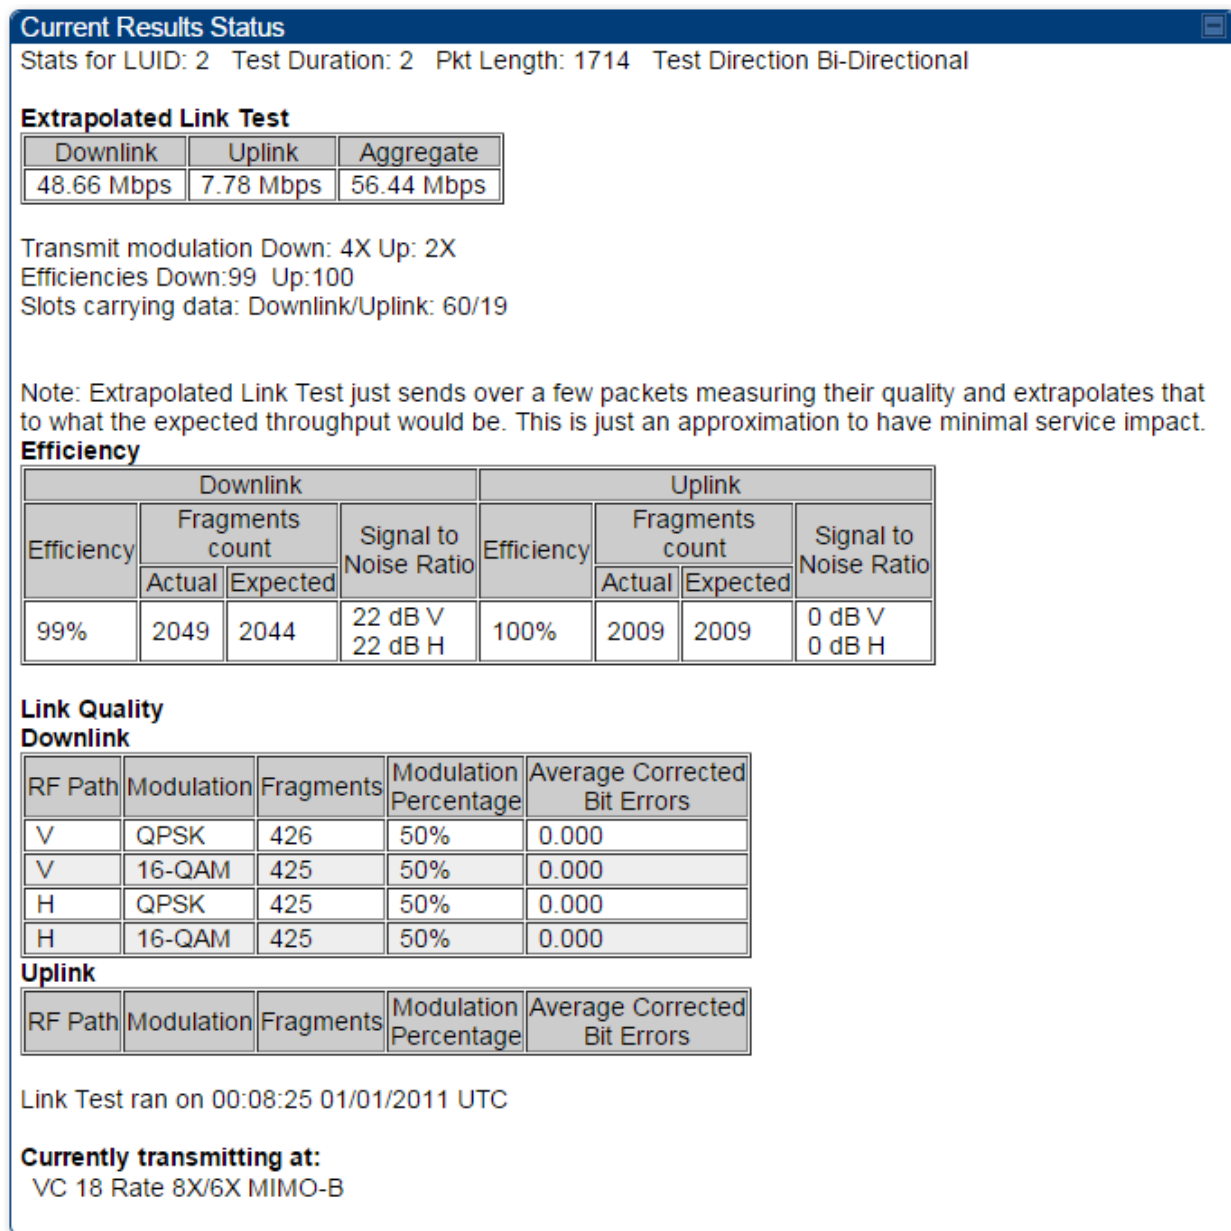 Current Results Status
Stats for LUID: 2 Test Duration: 2 Pkt Length: 1714 Test Direction Bi-Directional
Extrapolated Link Test
Downlink Uplink Aggregate
48.66 Mbps 7.78 Mbps 56.44 Mbps
Transmit modulation Down: 4X Up: 2X
Efficiencies Down:99 Up:100
Slots carrying data: Downlink/Uplink: 60/19
Note: Extrapolated Link Test just sends over a few packets measuring their quality and extrapolates that
to what the expected throughput would be. This is just an approximation to have minimal service impact.
Efficiency
Downlink Uplink
Efficiency Fragments count Signal to Noise Ratio Efficiency Fragments count Signal to Noise Ratio
Actual Expected Actual Expected
99% 2049 2044 22 dB V 22 dB H 100% 2009 2009 0 dB V 0 dB H
Link Quality
Downlink
RF Path Modulation Fragments Modulation Percentage Average Corrected Bit Errors
V QPSK 426 50% 0.000
V 16-QAM 425 50% 0.000
H QPSK 425 50% 0.000
H 16-QAM 425 50% 0.000
Uplink
RF Path Modulation Fragments Modulation Percentage Average Corrected Bit Errors
Link Test ran on 00:08:25 01/01/2011 UTC
Currently transmitting at:
VC 18 Rate 8X/6X MIMO-B